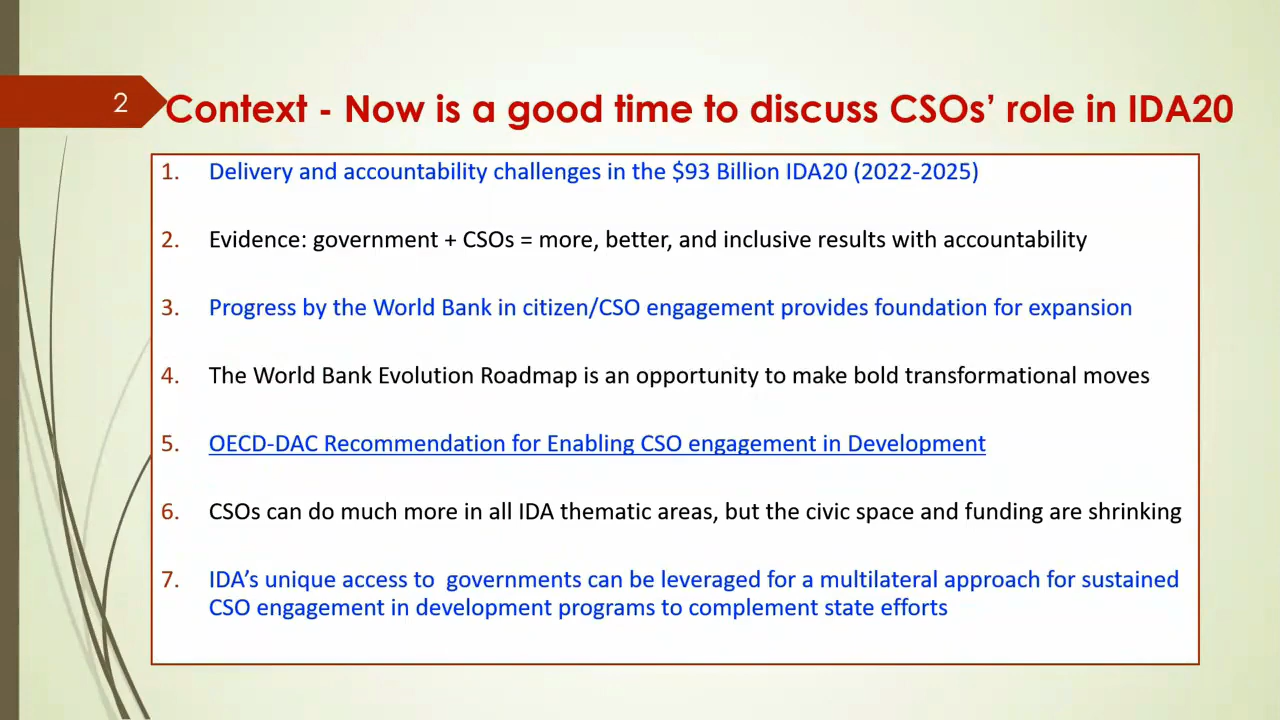 2
Context - Now is a good time to discuss CSOs’ role in IDA20
1. Delivery and accountability challenges in the $93 Billion IDA20 (2022-2025)
2. Evidence: government + CSOs = more, better, and inclusive results with accountability
3. Progress by the World Bank in citizen/CSO engagement provides foundation for expansion
4. The World Bank Evolution Roadmap is an opportunity to make bold transformational moves
5. OECD-DAC Recommendation for Enabling CSO engagement in Development
6. CSOs can do much more in all IDA thematic areas, but the civic space and funding are shrinking
7. IDA’s unique access to governments can be leveraged for a multilateral approach for sustained
CSO engagement in development programs to complement state efforts